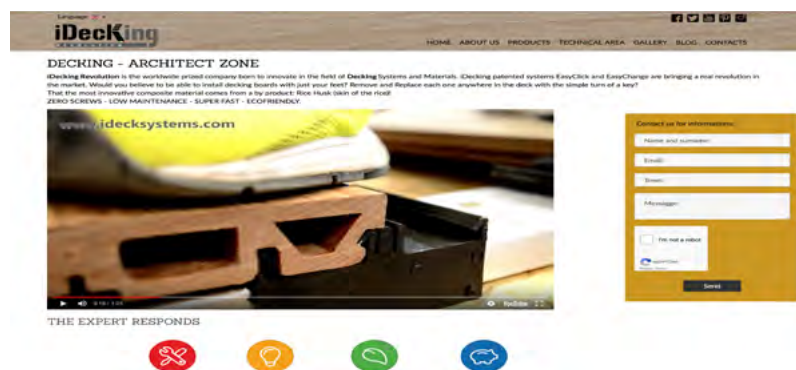 Language
iDecKing
REVOLUTION
HOME ABOUT US PRODUCTS TECHNICAL AREA GALLERY BLOG CONTACTS
DECKING - ARCHITECT ZONE
iDecking Revolution is the worldwide prized company born to innovate in the field of Decking Systems and Materials. iDecking patented systems EasyClick and EasyChange are bringing a real revolution in
the market. Would you believe to be able to install decking boards with just your feet? Remove and Replace each one anywhere in the deck with the simple turn of a key?
That the most innovative composite material comes from a by product: Rice Husk (skin of the rice)!
ZERO SCREWS - LOW MAINTENANCE - SUPER FAST - ECOFRIENDLY.
www.idecksystems.com
YouTube
Contact us for informations:
Name and surname:
Email:
Town:
Message:
I'm not a robot
reCAPTCHA
Send
THE EXPERT RESPONDS